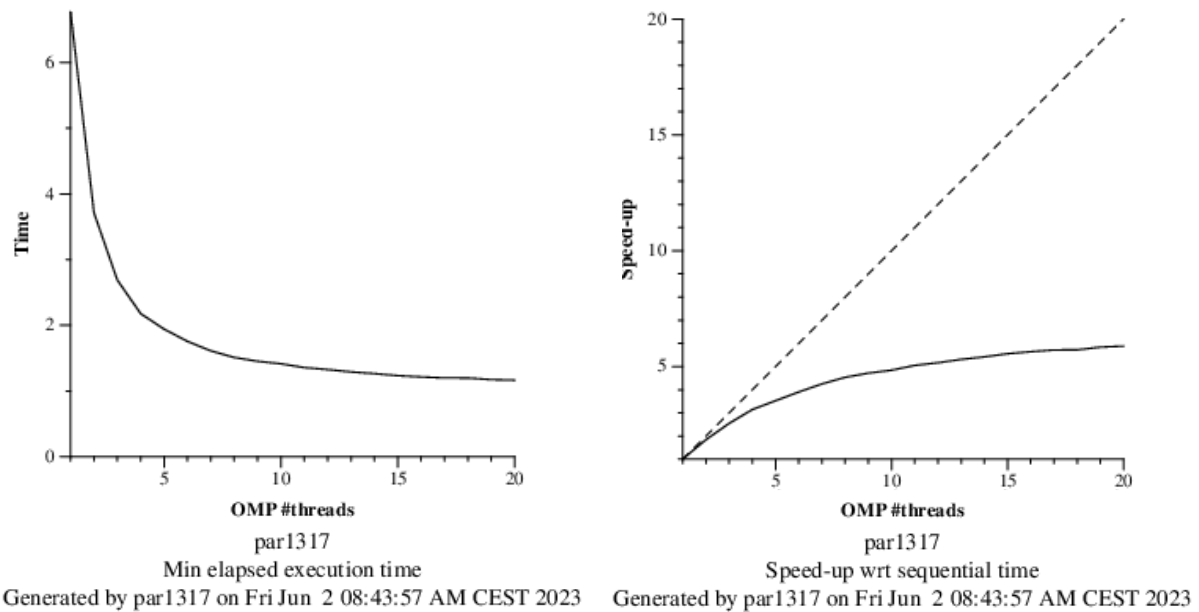 6
4
2
0
Time
5
10
15
20
OMP #threads
par1317
Min elapsed execution time
Generated by par1317 on Fri Jun 2 08:43:57 AM CEST 2023
20
15
10
5
Speed-up
5
10
15
20
OMP #threads
par1317
Speed-up wrt sequential time
Generated by par1317 on Fri Jun 2 08:43:57 AM CEST 2023